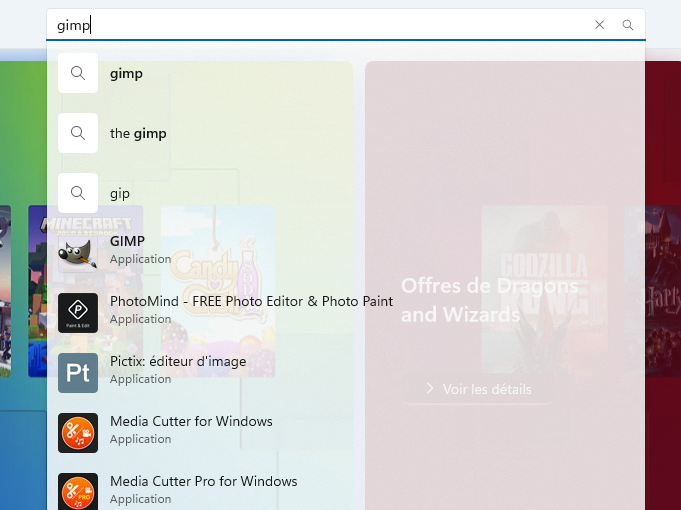 gimp
gimp
the gimp
gip
MINECRAFT
GIMP
Application
PhotoMind - FREE Photo Editor & Photo Paint
Application
Paint & Edit
Pictix: éditeur d'image
Application
Pt
Media Cutter for Windows
Application
Media Cutter Pro for Windows
Application
PRO
Candy
GODZILLA
KONG
Offres de Dragons
and Wizards
Voir les détails